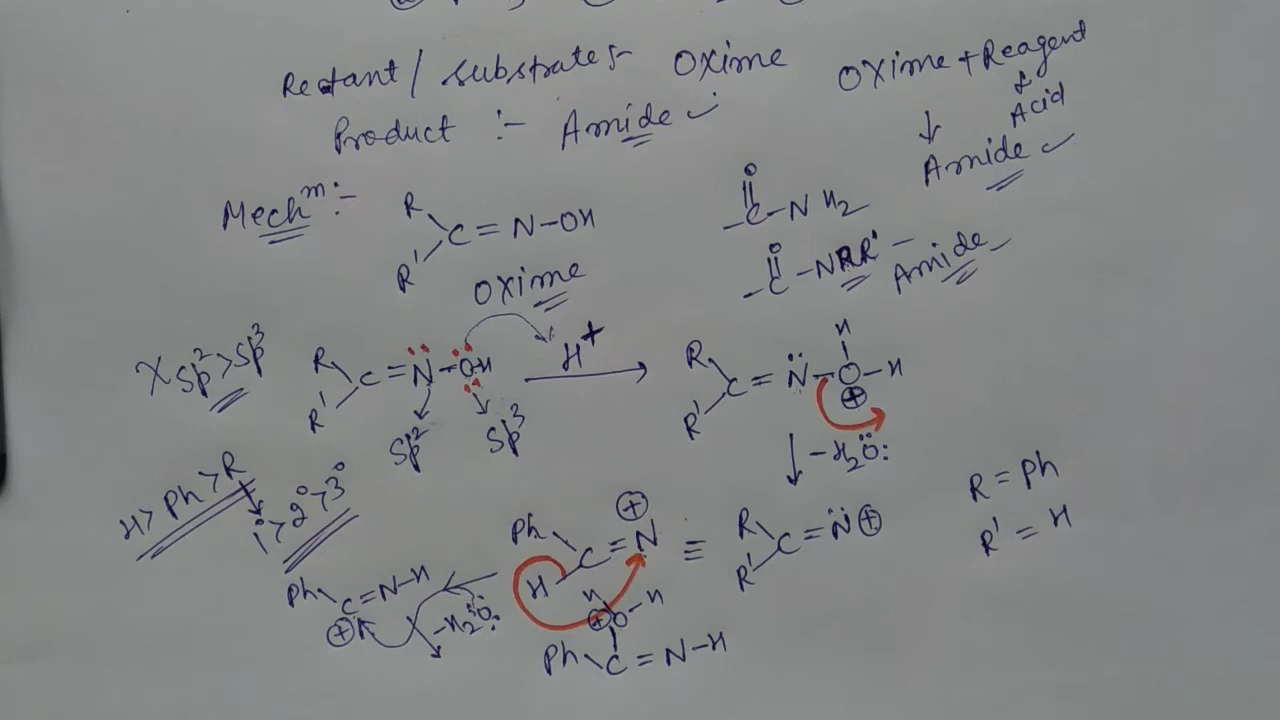 Rectant / substrate :- Oxime
Product :- Amide ✓
Oxime + Reagent
↓
Acid
↓
Amide ✓
Mechᵐ :-
R
R'
C = N - OH
Oxime
O
C - NH₂
O
C - NRR' - Amide
X Sp² > Sp³
R
R'
C = N - OH
Sp²
Sp³
H⁺
R
R'
C = N - O - H
H
⊕
- H₂O:
H > Ph > R
1° > 2° > 3°
R = Ph
R' = H
R
R'
C = N ⊕
≡
Ph
H
C = N
⊕
- H₂O:
Ph
C = N - H
⊕
H
⊕ O - H
Ph
C = N - H